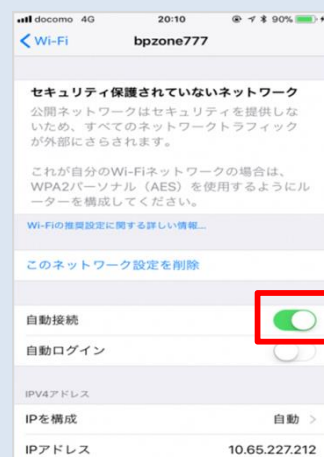 docomo 4G 20:10 90%
Wi-Fi bpzone777
セキュリティ保護されていないネットワーク
公開ネットワークはセキュリティを提供しな
いため、すべてのネットワークトラフィック
が外部にさらされます。
これが自分のWi-Fiネットワークの場合は、
WPA2パーソナル（AES）を使用するようにル
ーターを構成してください。
Wi-Fiの推奨設定に関する詳しい情報...
このネットワーク設定を削除
自動接続
自動ログイン
IPV4アドレス
IPを構成 自動
IPアドレス 10.65.227.212